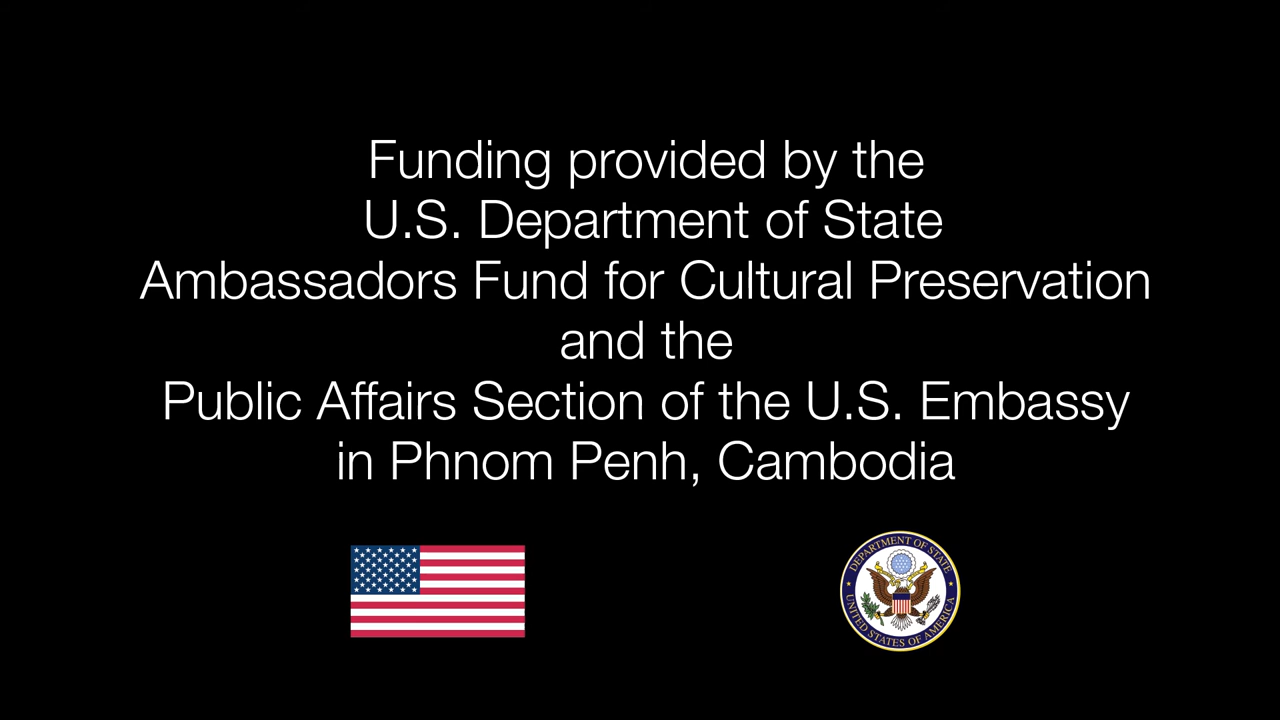 Funding provided by the
U.S. Department of State
Ambassadors Fund for Cultural Preservation
and the
Public Affairs Section of the U.S. Embassy
in Phnom Penh, Cambodia
DEPARTMENT OF STATE
UNITED STATES OF AMERICA